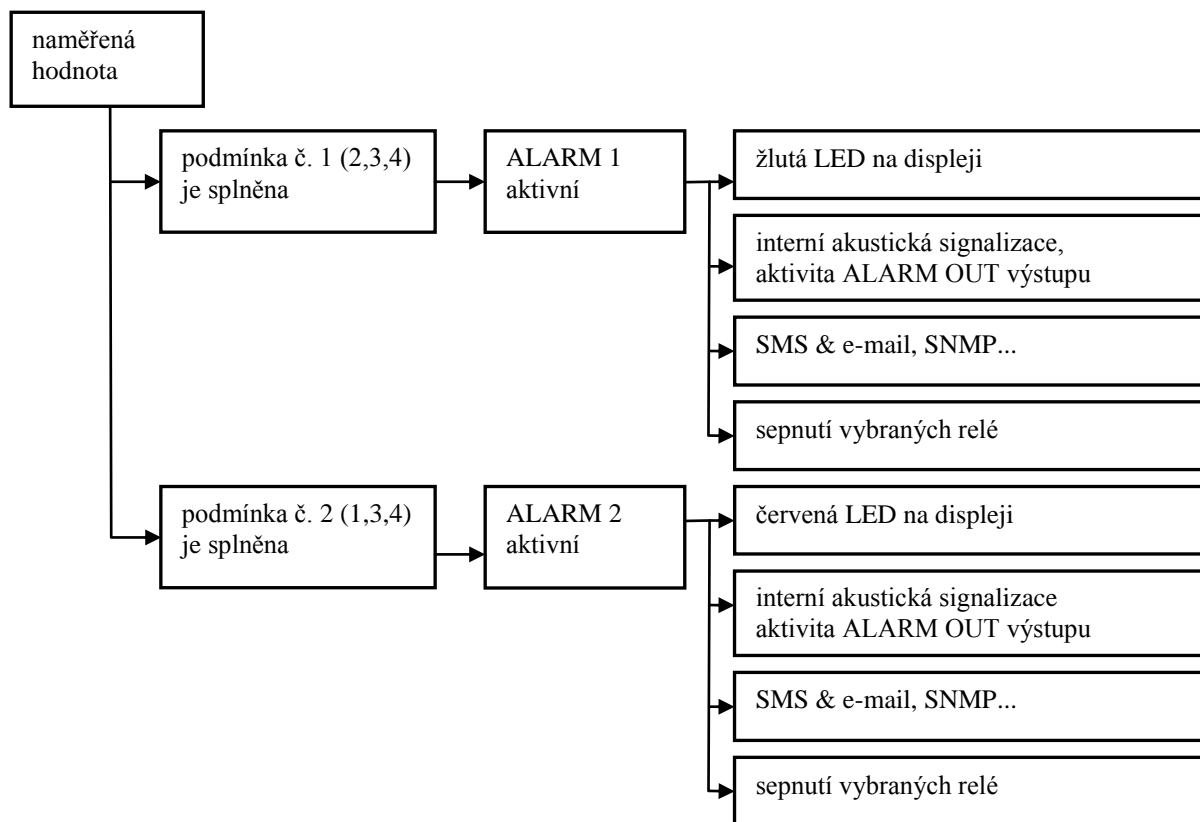 naměřená
hodnota
podmínka č. 1 (2,3,4)
je splněna
ALARM 1
aktivní
žlutá LED na displeji
interní akustická signalizace,
aktivita ALARM OUT výstupu
SMS & e-mail, SNMP...
sepnutí vybraných relé
podmínka č. 2 (1,3,4)
je splněna
ALARM 2
aktivní
červená LED na displeji
interní akustická signalizace
aktivita ALARM OUT výstupu
SMS & e-mail, SNMP...
sepnutí vybraných relé